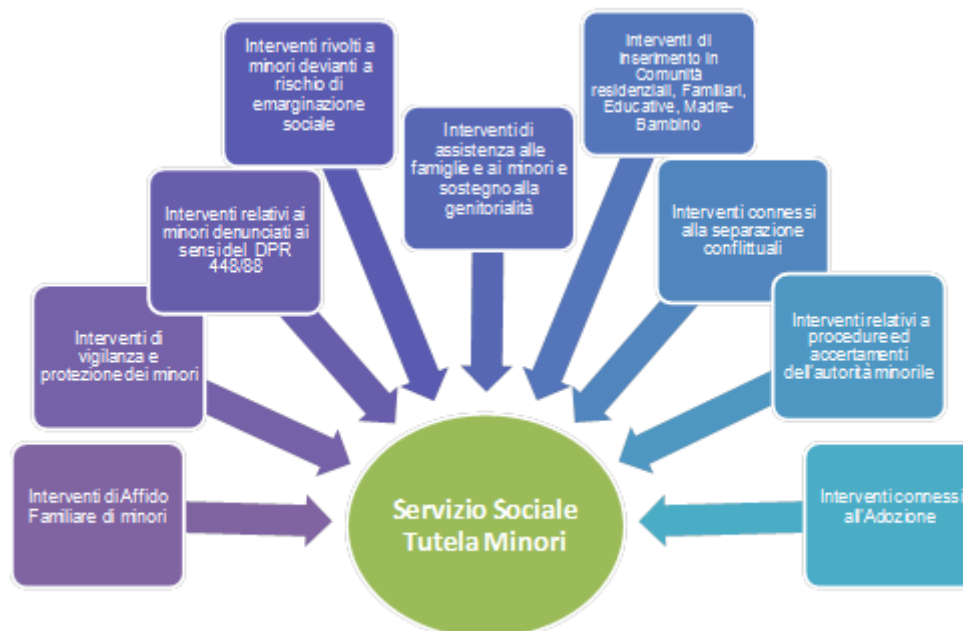 Interventi rivolti a
minori devianti a
rischio di
emarginazione
sociale
Interventi di
inserimento in
Comunità
residenziali, Familiari,
Educative, Madre-
Bambino
Interventi di
assistenza alle
famiglie e ai minori e
sostegno alla
genitorialità
Interventi relativi ai
minori denunciati ai
sensi del DPR
448/88
Interventi connessi
alla separazione
conflittuali
Interventi di
vigilanza e
protezione dei minori
Interventi relativi a
procedure ed
accertamenti
dell'autorità minorile
Interventi di Affido
Familiare di minori
Servizio Sociale
Tutela Minori
Interventi connessi
all'Adozione